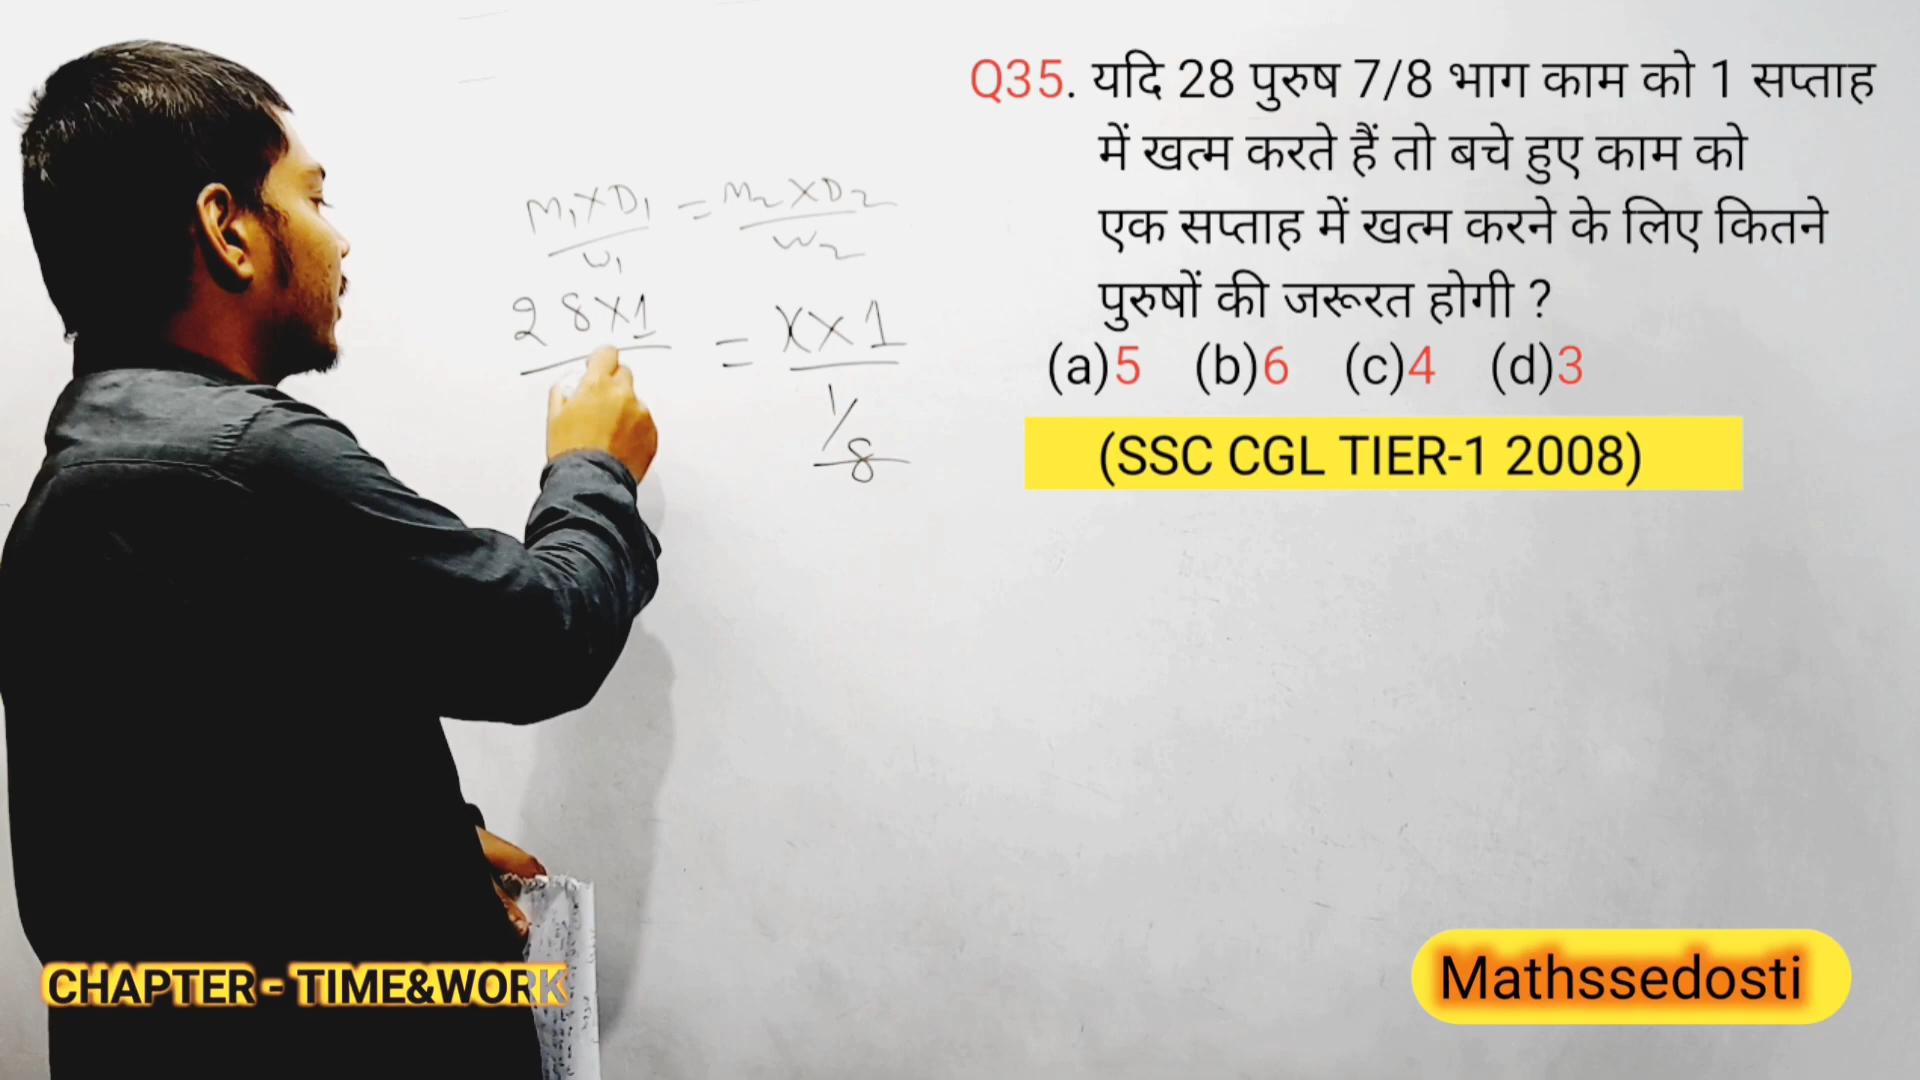 M₁XD₁ = M₂XD₂
W₁ W₂
28X1 = XX1
1/8
Q35. यदि 28 पुरुष 7/8 भाग काम को 1 सप्ताह
में खत्म करते हैं तो बचे हुए काम को
एक सप्ताह में खत्म करने के लिए कितने
पुरुषों की जरूरत होगी ?
(a)5 (b)6 (c)4 (d)3
(SSC CGL TIER-1 2008)
CHAPTER - TIME&WORK
Mathssedosti